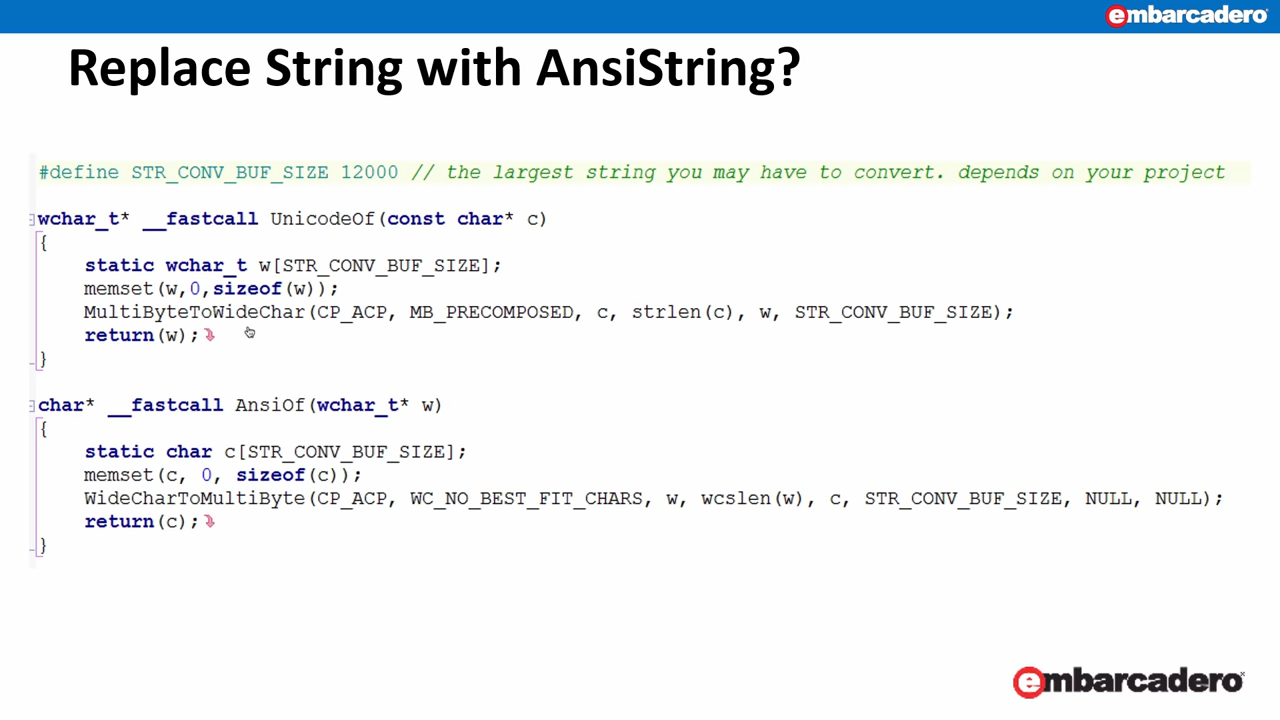 embarcadero
Replace String with AnsiString?
#define STR_CONV_BUF_SIZE 12000 // the largest string you may have to convert. depends on your project
wchar_t* __fastcall UnicodeOf(const char* c)
{
    static wchar_t w[STR_CONV_BUF_SIZE];
    memset(w,0,sizeof(w));
    MultiByteToWideChar(CP_ACP, MB_PRECOMPOSED, c, strlen(c), w, STR_CONV_BUF_SIZE);
    return(w);
}
char* __fastcall AnsiOf(wchar_t* w)
{
    static char c[STR_CONV_BUF_SIZE];
    memset(c, 0, sizeof(c));
    WideCharToMultiByte(CP_ACP, WC_NO_BEST_FIT_CHARS, w, wcslen(w), c, STR_CONV_BUF_SIZE, NULL, NULL);
    return(c);
}
embarcadero